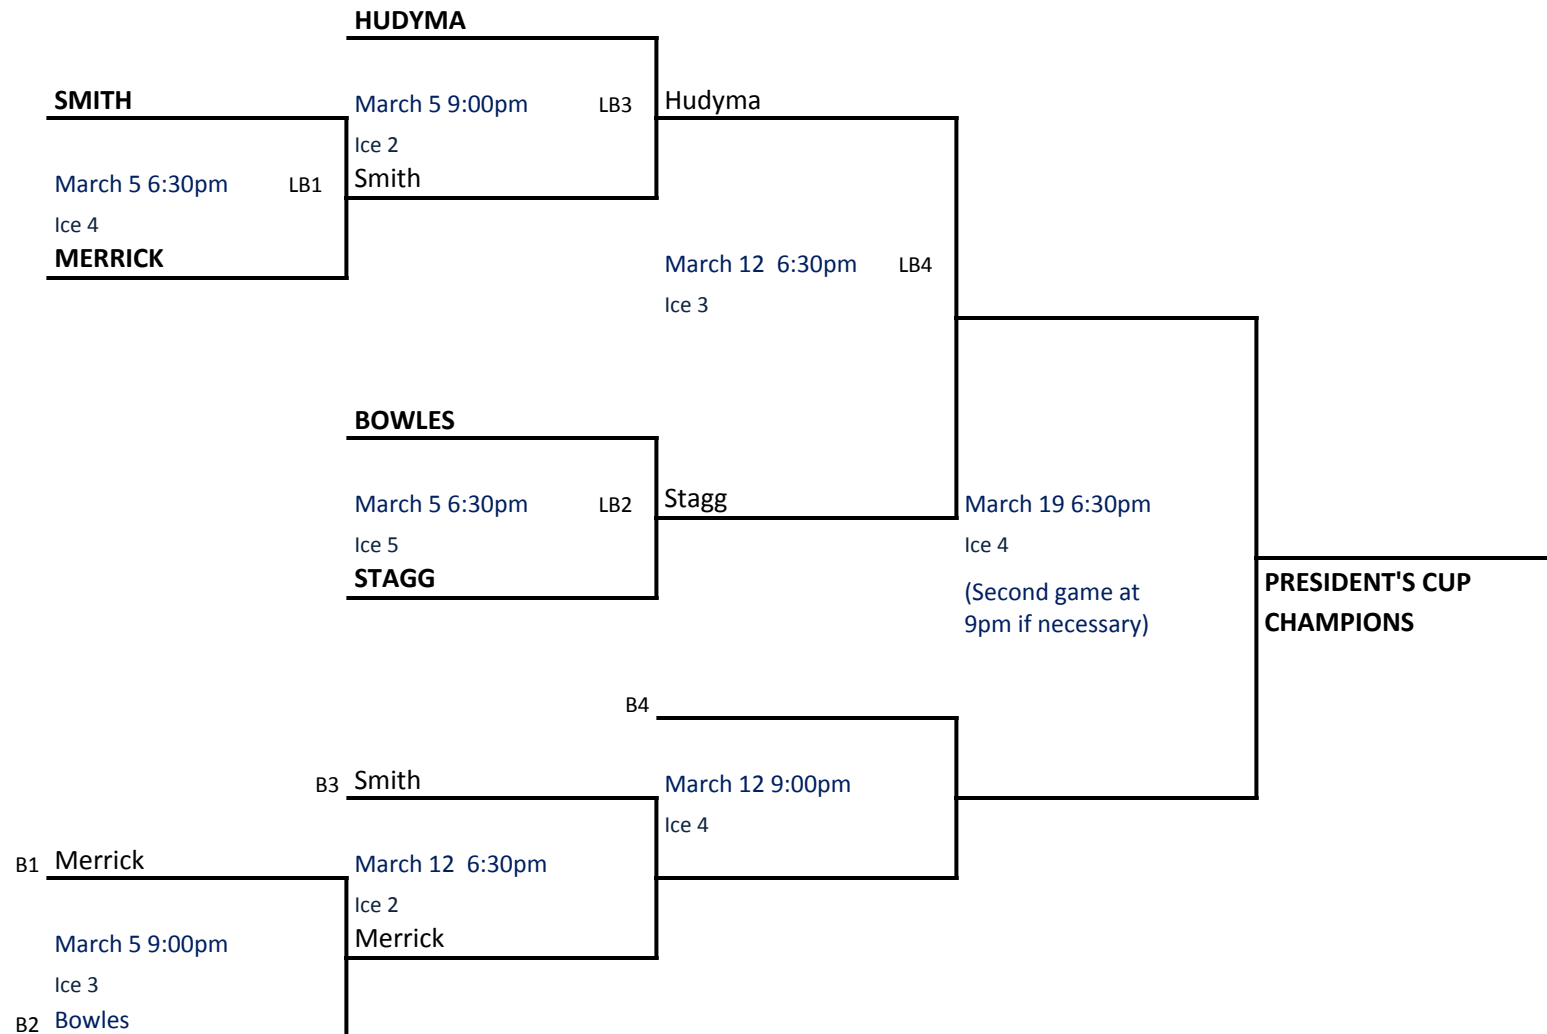 HUDYMA
SMITH
March 5 9:00pm LB3 Hudyma
Ice 2
March 5 6:30pm LB1 Smith
Ice 4
MERRICK
March 12  6:30pm LB4
Ice 3
BOWLES
March 5 6:30pm LB2 Stagg
March 19 6:30pm
Ice 5
Ice 4
STAGG
(Second game at
9pm if necessary)
PRESIDENT'S CUP
CHAMPIONS
B4
B3 Smith
March 12 9:00pm
Ice 4
B1 Merrick
March 12  6:30pm
Ice 2
March 5 9:00pm
Merrick
Ice 3
B2 Bowles